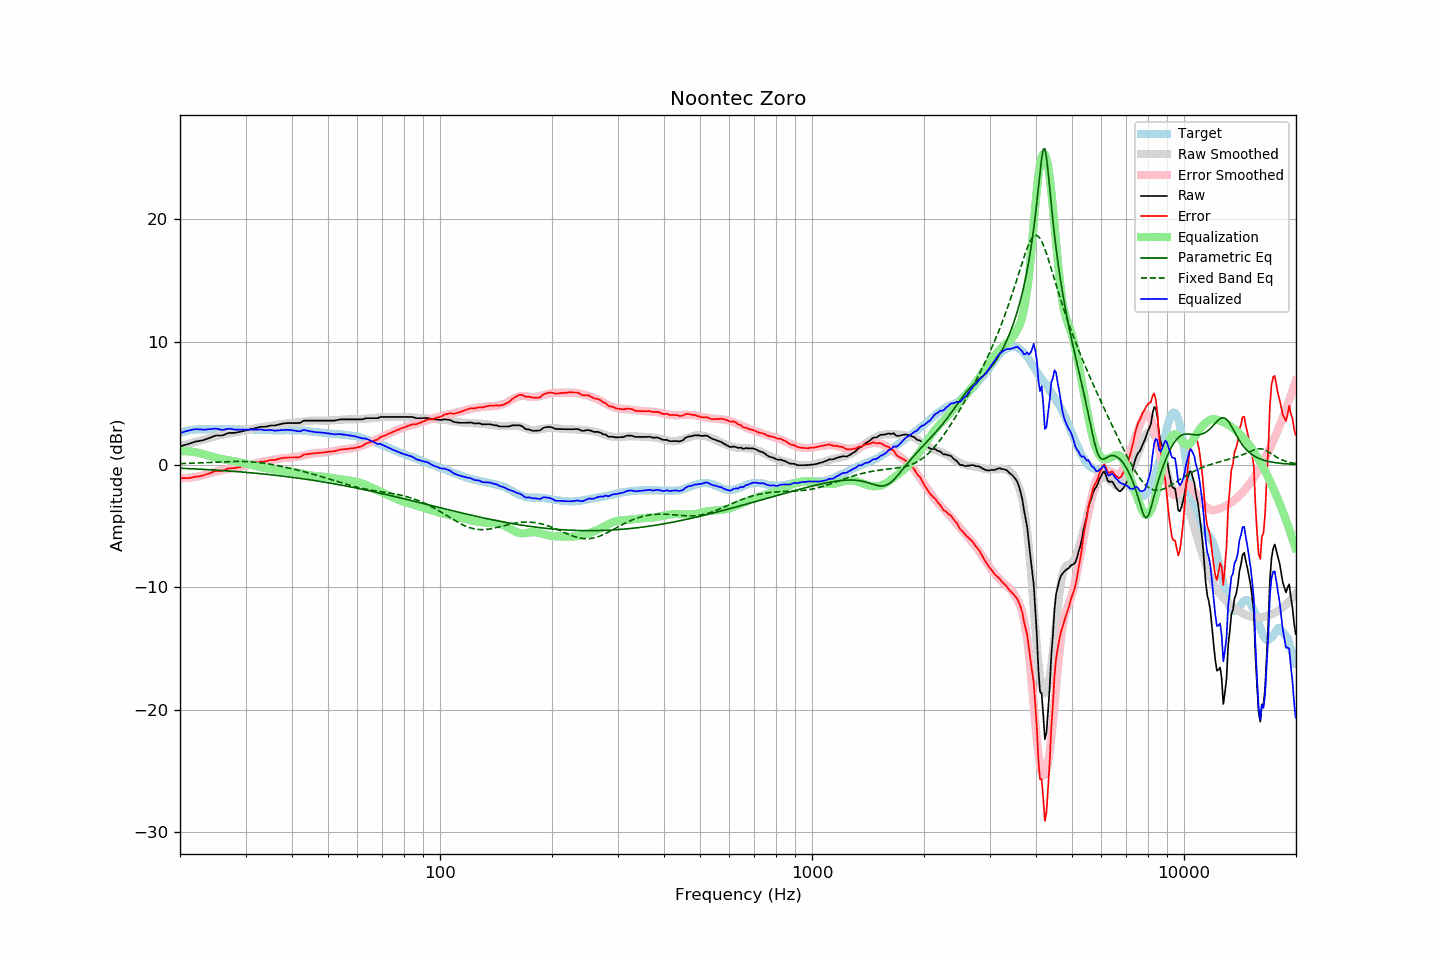 Noontec Zoro
Target
Raw Smoothed
Error Smoothed
Raw
Error
Equalization
Parametric Eq
Fixed Band Eq
Equalized
Amplitude (dBr)
20
10
0
−10
−20
−30
100
1000
10000
Frequency (Hz)